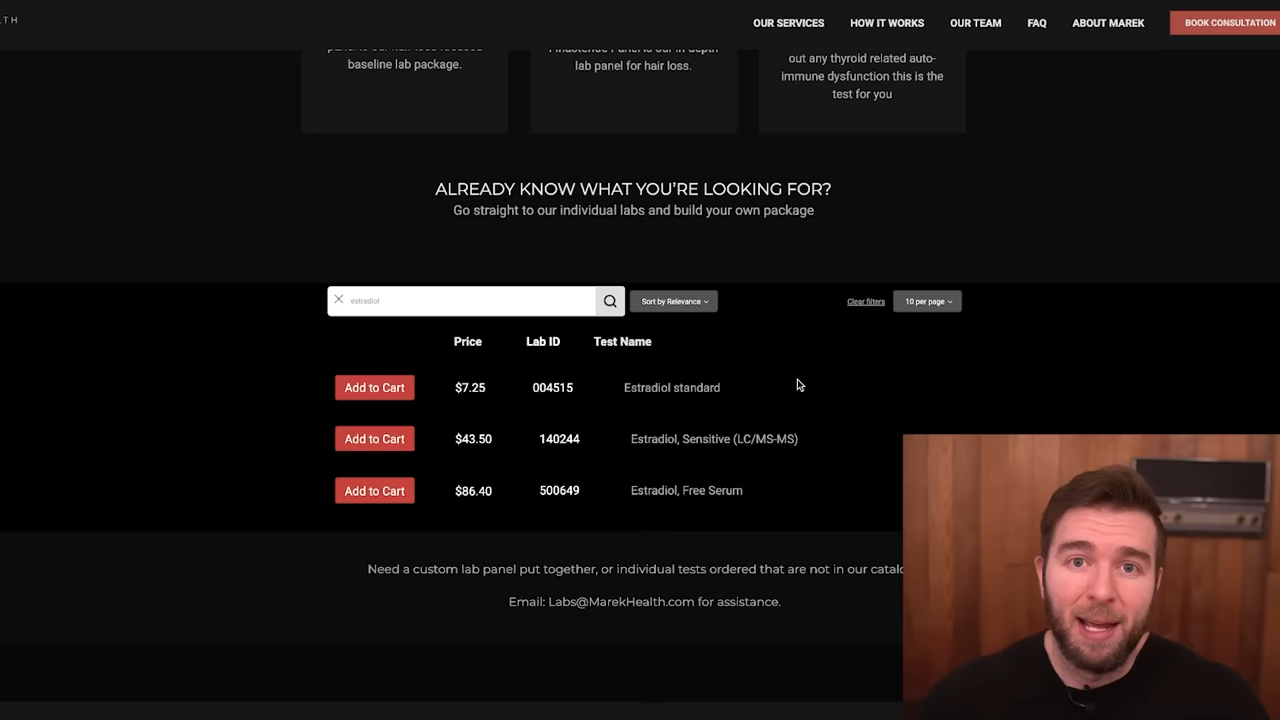 TH
OUR SERVICES HOW IT WORKS OUR TEAM FAQ ABOUT MAREK BOOK CONSULTATION
baseline lab package.
lab panel for hair loss.
out any thyroid related auto-
immune dysfunction this is the
test for you
ALREADY KNOW WHAT YOU'RE LOOKING FOR?
Go straight to our individual labs and build your own package
estradiol Sort by Relevance Clear filters 10 per page
Price Lab ID Test Name
Add to Cart $7.25 004515 Estradiol standard
Add to Cart $43.50 140244 Estradiol, Sensitive (LC/MS-MS)
Add to Cart $86.40 500649 Estradiol, Free Serum
Need a custom lab panel put together, or individual tests ordered that are not in our catalo
Email: Labs@MarekHealth.com for assistance.